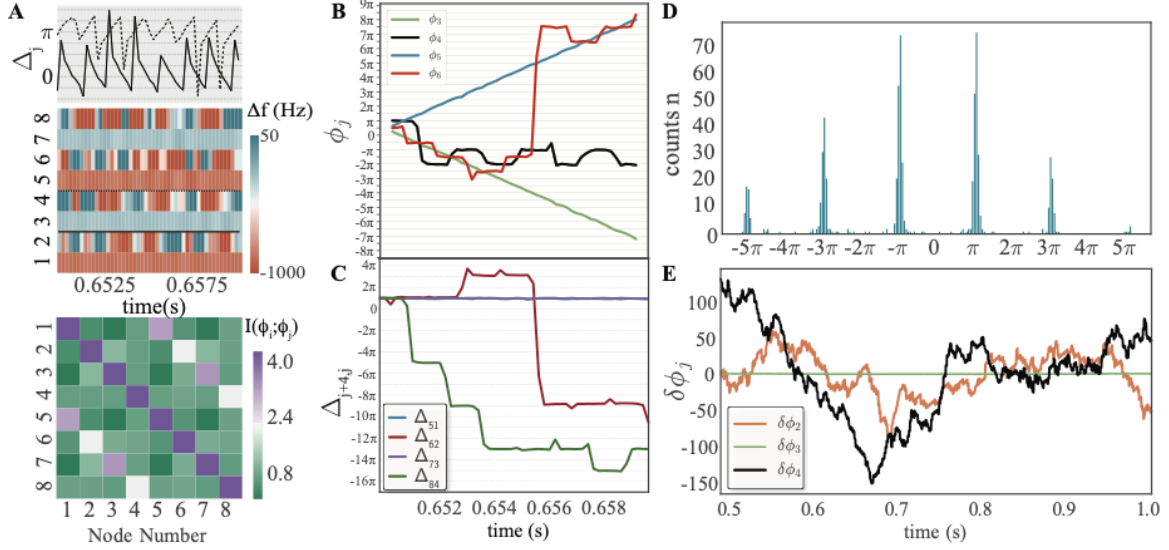 A
Δj
π
0
8
7
6
5
4
3
2
1
Δf (Hz)
50
-1000
0.6525
0.6575
time(s)
I(ϕi;ϕj)
1
2
3
4
5
6
7
8
4.0
2.4
0.8
1 2 3 4 5 6 7 8
Node Number
B
ϕj
9π
8π
7π
6π
5π
4π
3π
2π
π
0
-π
-2π
-3π
-4π
-5π
-6π
-7π
-8π
ϕ3
ϕ4
ϕ5
ϕ6
C
Δj+4,j
4π
2π
0
-2π
-4π
-6π
-8π
-10π
-12π
-14π
-16π
Δ51
Δ62
Δ73
Δ84
0.652 0.654 0.656 0.658
time (s)
D
counts n
70
60
50
40
30
20
10
0
-5π -4π -3π -2π -π 0 π 2π 3π 4π 5π
E
δϕj
100
50
0
-50
-100
-150
δϕ2
δϕ3
δϕ4
0.5 0.6 0.7 0.8 0.9 1.0
time (s)